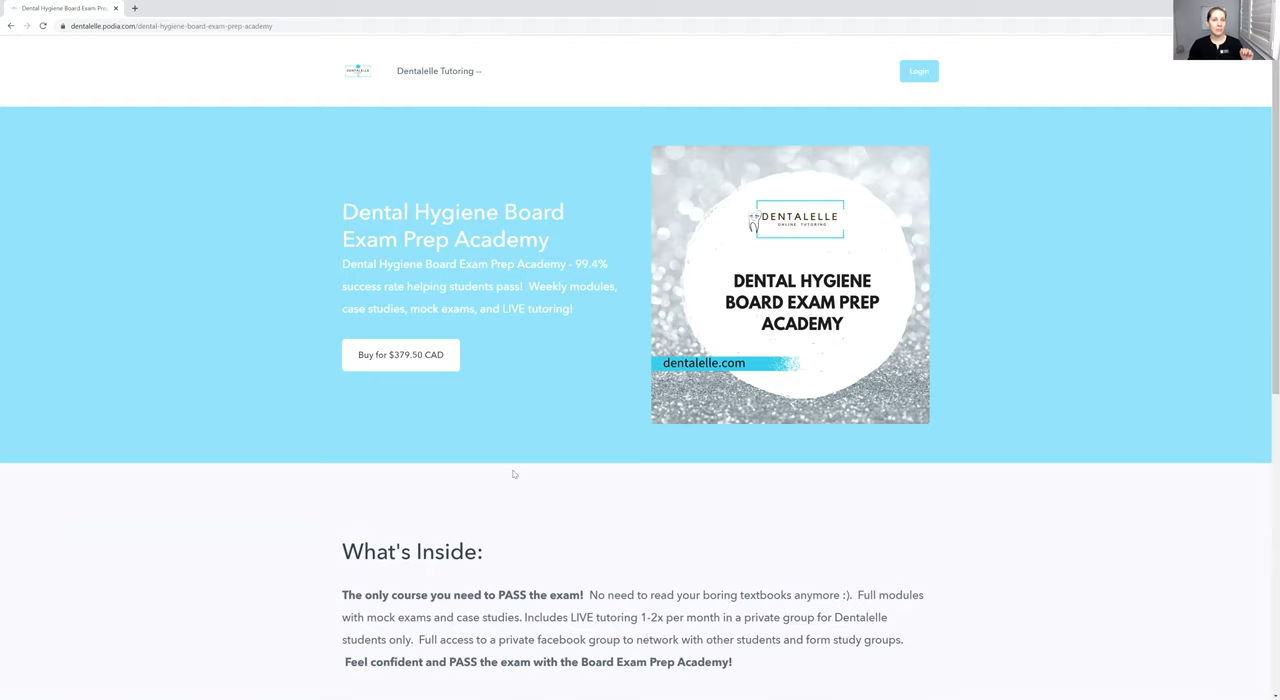 Dental Hygiene Board Exam Pre
dentalelle.podia.com/dental-hygiene-board-exam-prep-academy
Dentalelle Tutoring --
Login
Dental Hygiene Board
Exam Prep Academy
Dental Hygiene Board Exam Prep Academy - 99.4%
success rate helping students pass!  Weekly modules,
case studies, mock exams, and LIVE tutoring!
Buy for $379.50 CAD
DENTALELLE
ONLINE TUTORING
DENTAL HYGIENE
BOARD EXAM PREP
ACADEMY
dentalelle.com
What's Inside:
The only course you need to PASS the exam!  No need to read your boring textbooks anymore :).  Full modules
with mock exams and case studies. Includes LIVE tutoring 1-2x per month in a private group for Dentalelle
students only.  Full access to a private facebook group to network with other students and form study groups.
Feel confident and PASS the exam with the Board Exam Prep Academy!